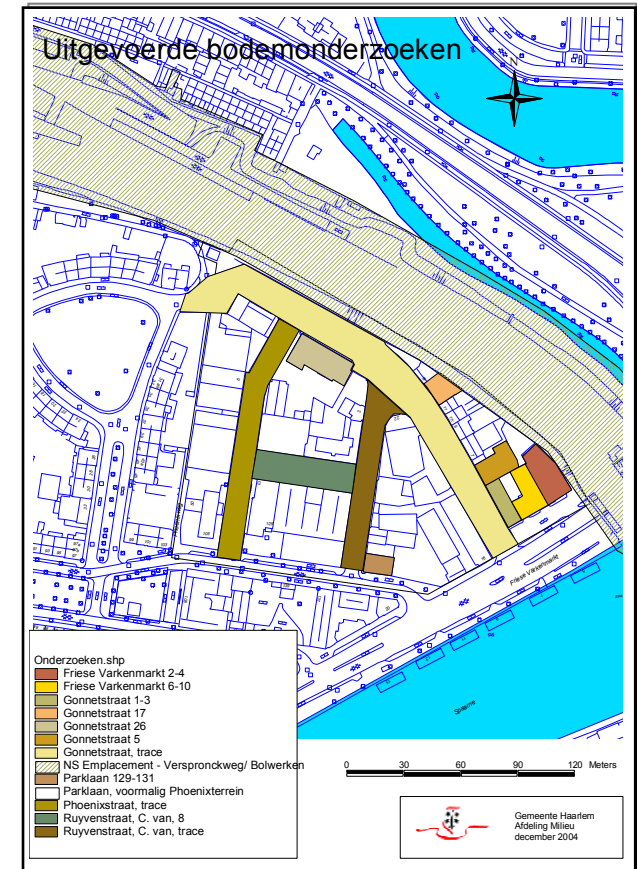 Uitgevoerde bodemonderzoeken
N
Friese Varkenmarkt
Spaarne
Onderzoeken.shp
Friese Varkenmarkt 2-4
Friese Varkenmarkt 6-10
Gonnetstraat 1-3
Gonnetstraat 17
Gonnetstraat 26
Gonnetstraat 5
Gonnetstraat, trace
NS Emplacement - Verspronckweg/ Bolwerken
Parklaan 129-131
Parklaan, voormalig Phoenixterrein
Phoenixstraat, trace
Ruyvenstraat, C. van, 8
Ruyvenstraat, C. van, trace
0 30 60 90 120 Meters
Gemeente Haarlem
Afdeling Milieu
december 2004